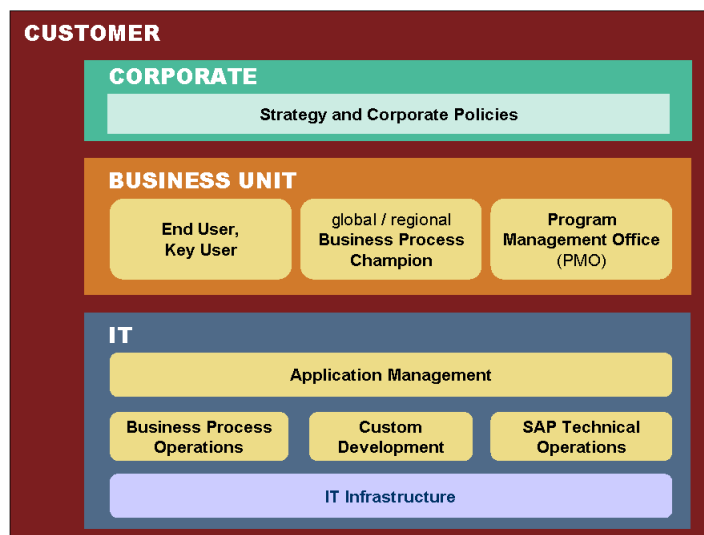 CUSTOMER
CORPORATE
Strategy and Corporate Policies
BUSINESS UNIT
End User,
Key User
global / regional
Business Process
Champion
Program
Management Office
(PMO)
IT
Application Management
Business Process
Operations
Custom
Development
SAP Technical
Operations
IT Infrastructure